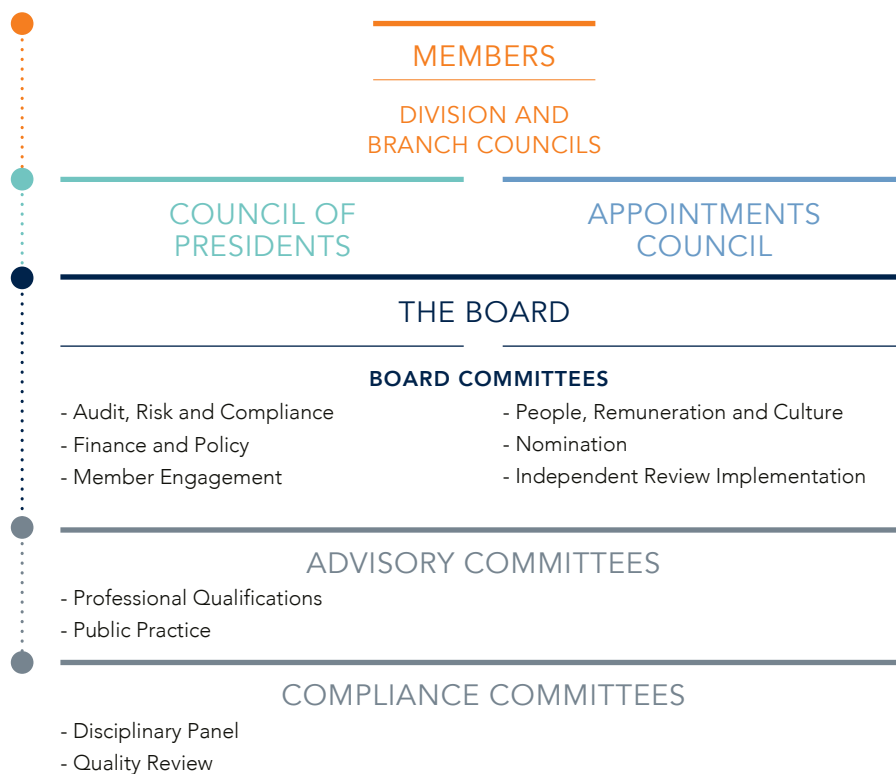 MEMBERS
DIVISION AND
BRANCH COUNCILS
COUNCIL OF
PRESIDENTS
APPOINTMENTS
COUNCIL
THE BOARD
BOARD COMMITTEES
- Audit, Risk and Compliance
- Finance and Policy
- Member Engagement
- People, Remuneration and Culture
- Nomination
- Independent Review Implementation
ADVISORY COMMITTEES
- Professional Qualifications
- Public Practice
COMPLIANCE COMMITTEES
- Disciplinary Panel
- Quality Review